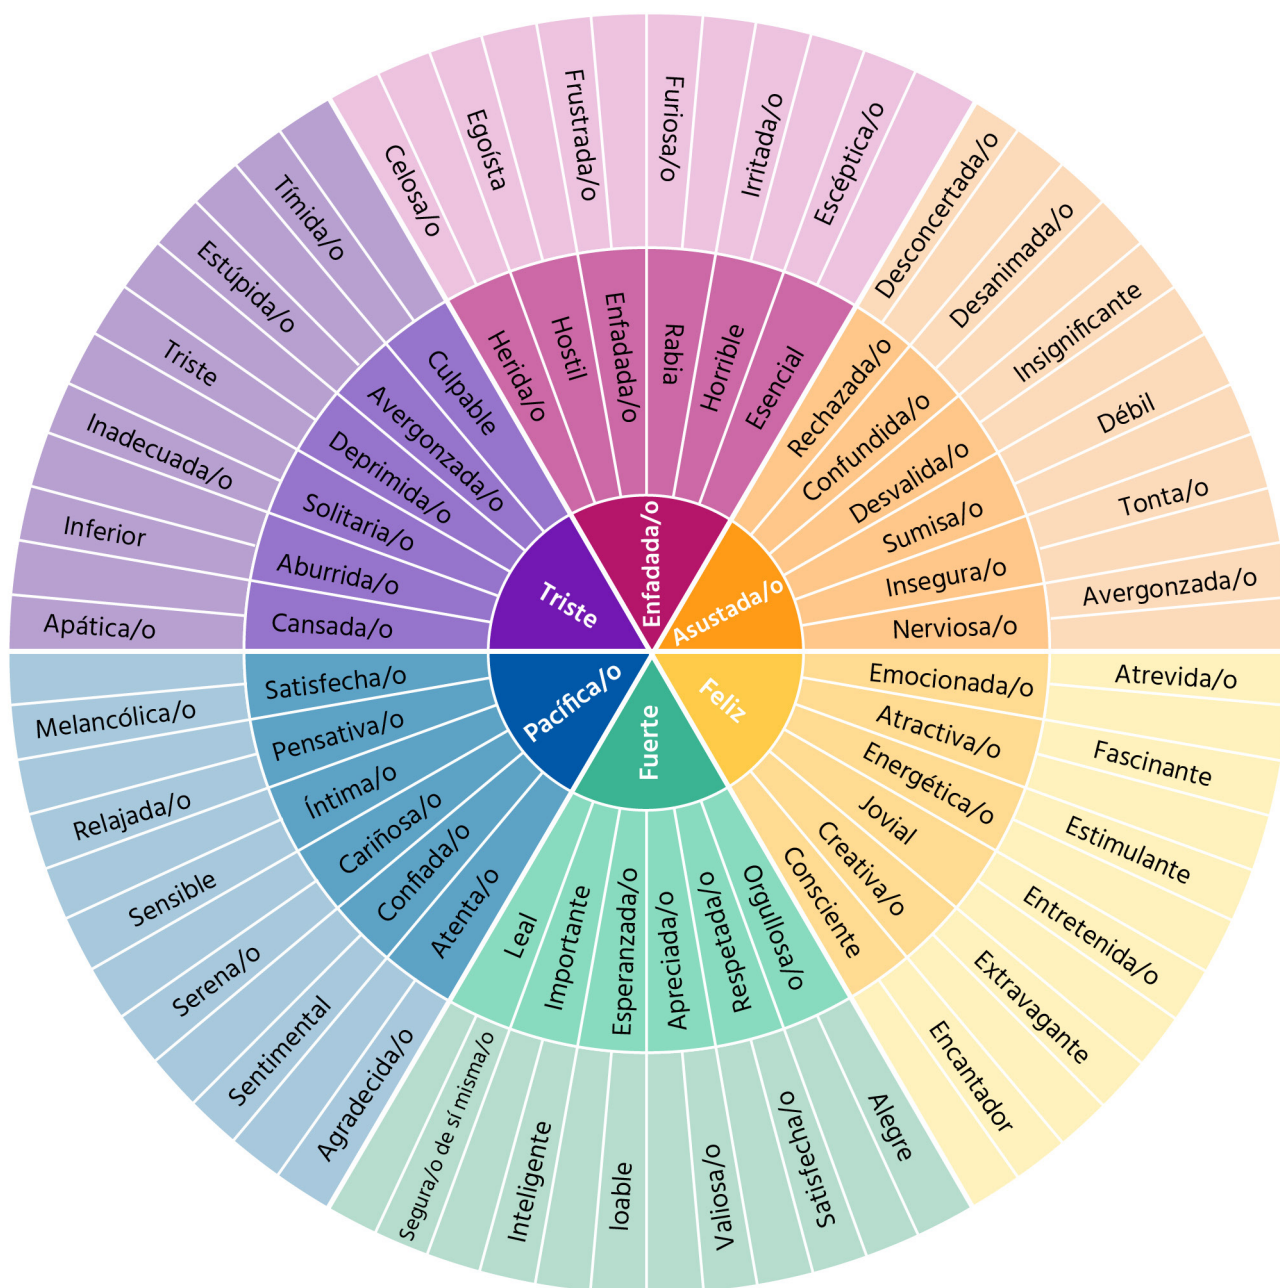 Enfadada/o
Asustada/o
Feliz
Fuerte
Pacífica/o
Triste
Herida/o
Hostil
Enfadada/o
Rabia
Horrible
Esencial
Celosa/o
Egoísta
Frustrada/o
Furiosa/o
Irritada/o
Escéptica/o
Rechazada/o
Confundida/o
Desvalida/o
Sumisa/o
Insegura/o
Nerviosa/o
Desconcertada/o
Desanimada/o
Insignificante
Débil
Tonta/o
Avergonzada/o
Emocionada/o
Atractiva/o
Energética/o
Jovial
Creativa/o
Consciente
Atrevida/o
Fascinante
Estimulante
Entretenida/o
Extravagante
Encantador
Orgullosa/o
Respetada/o
Apreciada/o
Esperanzada/o
Importante
Leal
Alegre
Satisfecha/o
Valiosa/o
loable
Inteligente
Segura/o de sí misma/o
Atenta/o
Confiada/o
Cariñosa/o
Íntima/o
Pensativa/o
Satisfecha/o
Agradecida/o
Sentimental
Serena/o
Sensible
Relajada/o
Melancólica/o
Cansada/o
Aburrida/o
Solitaria/o
Deprimida/o
Avergonzada/o
Culpable
Apática/o
Inferior
Inadecuada/o
Triste
Estúpida/o
Tímida/o